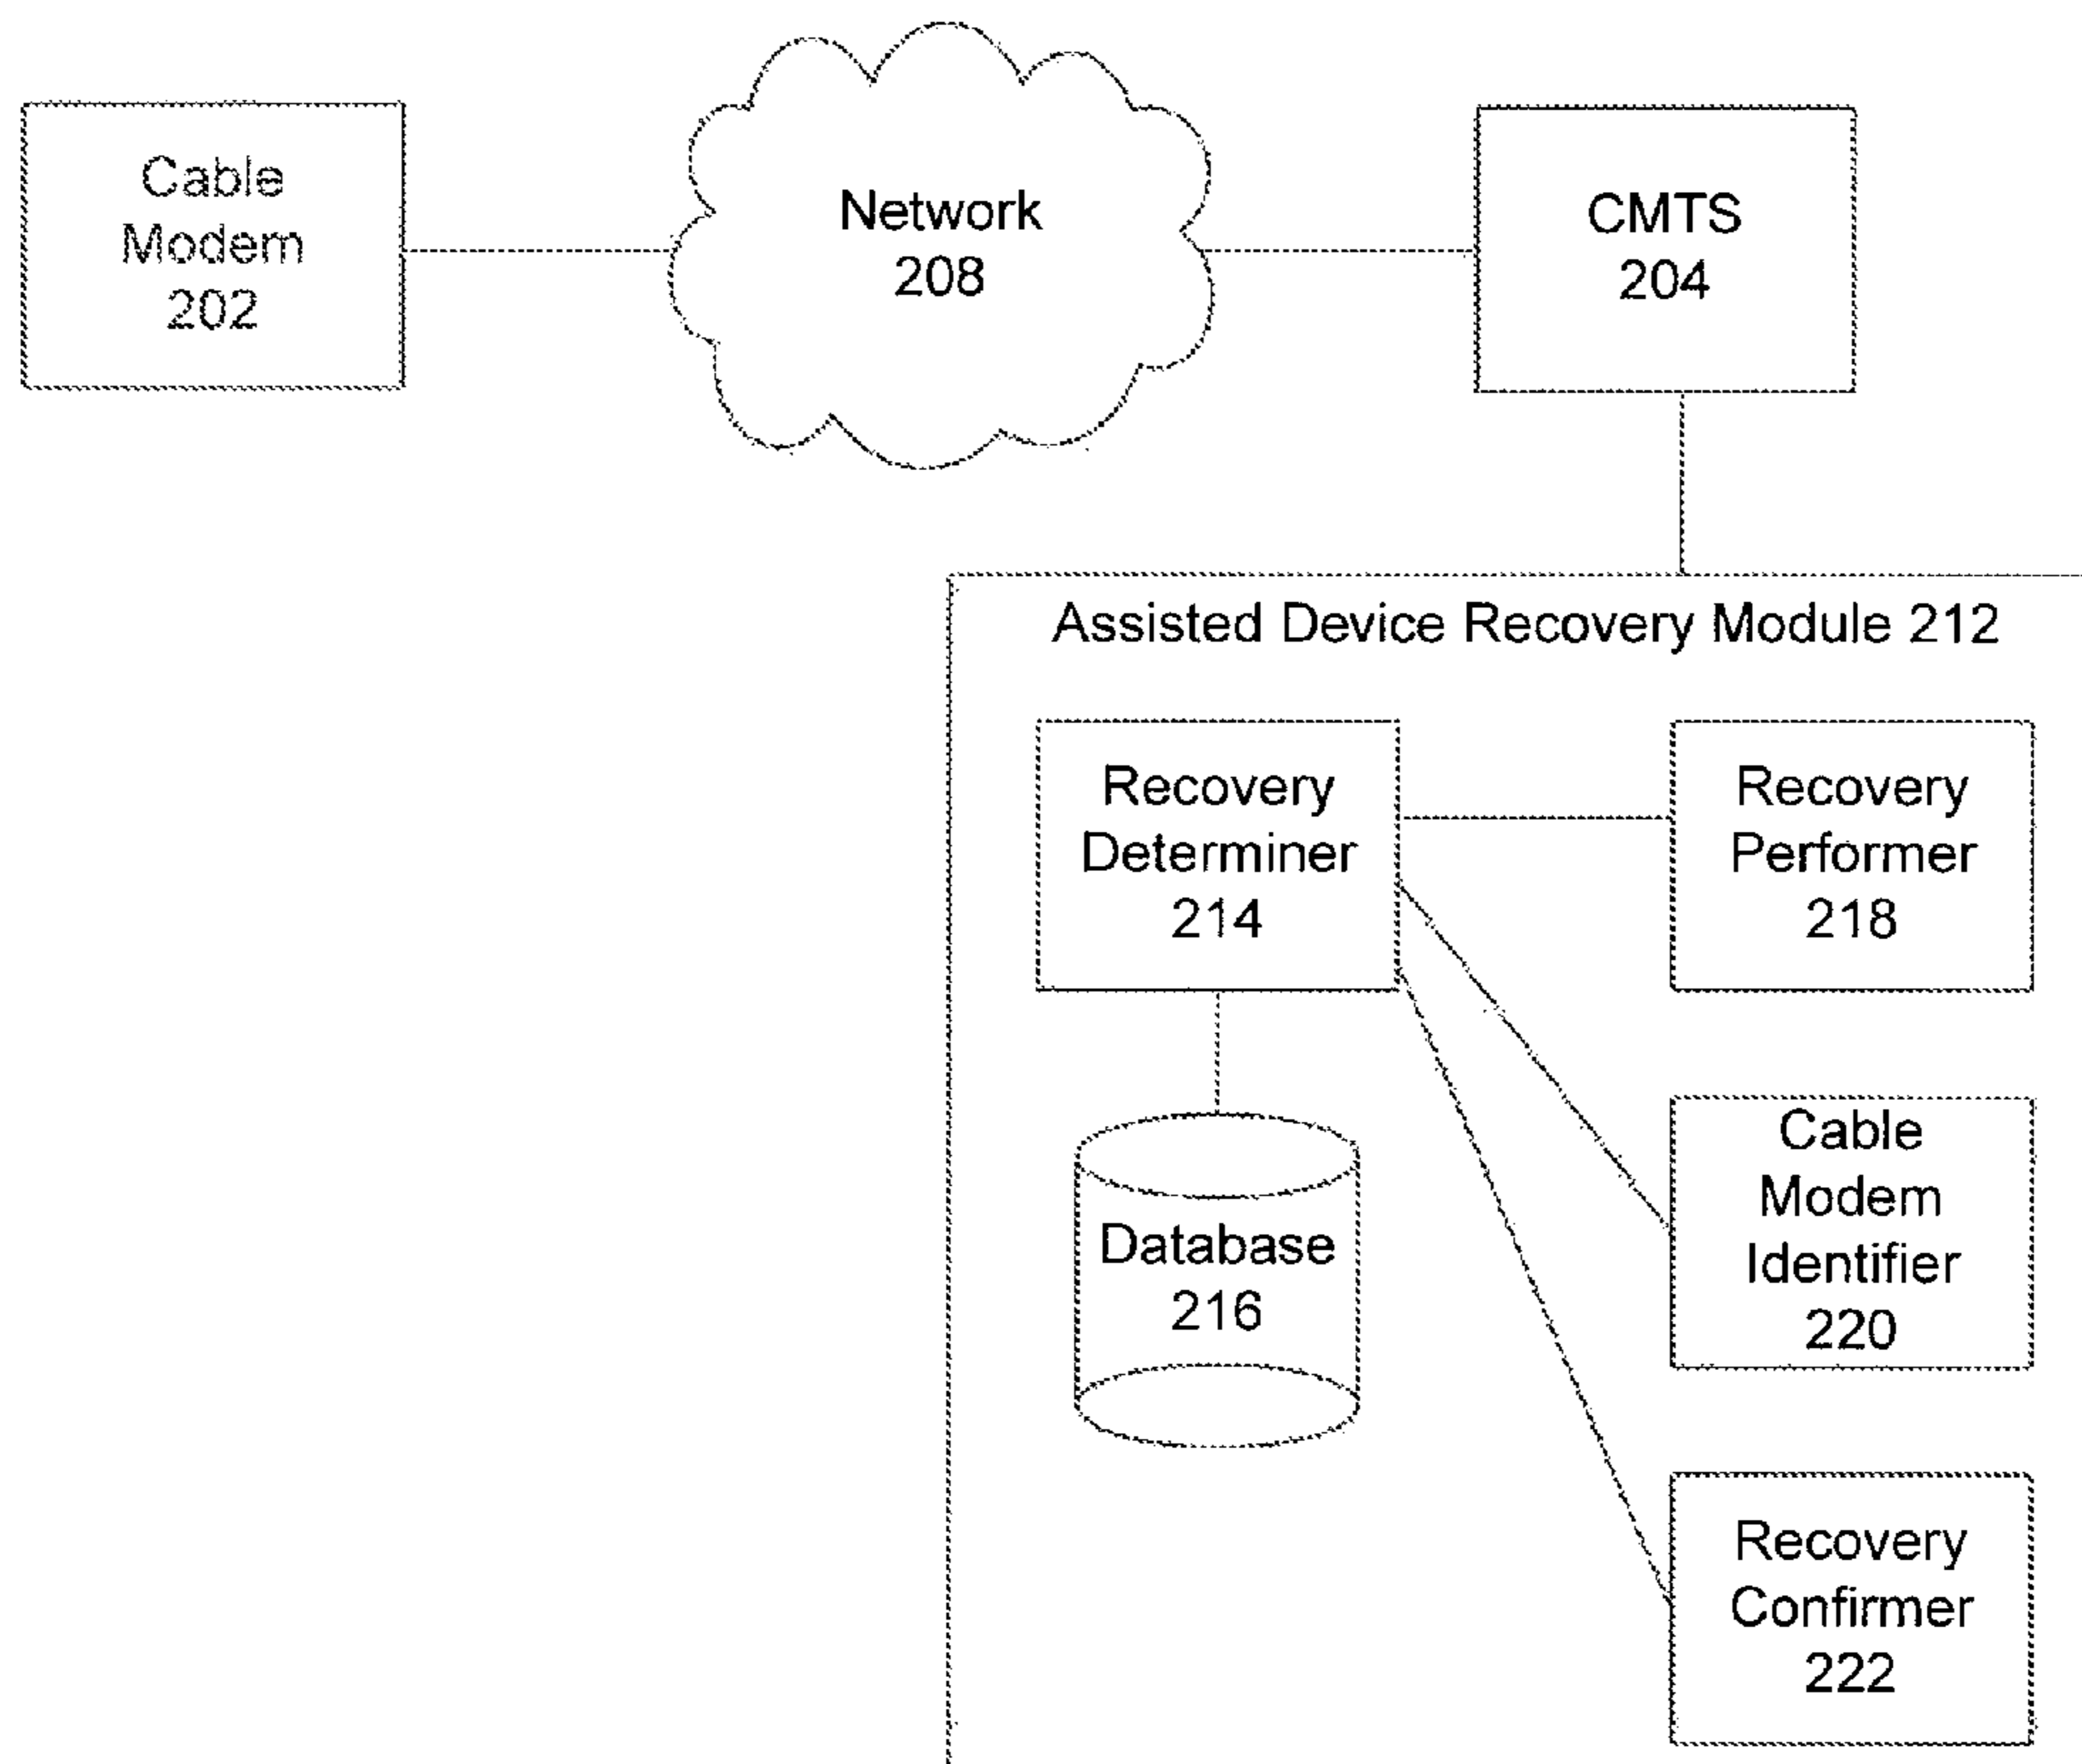 Cable
Modem
202
Network
208
CMTS
204
Assisted Device Recovery Module 212
Recovery
Determiner
214
Recovery
Performer
218
Database
216
Cable
Modem
Identifier
220
Recovery
Confirmer
222